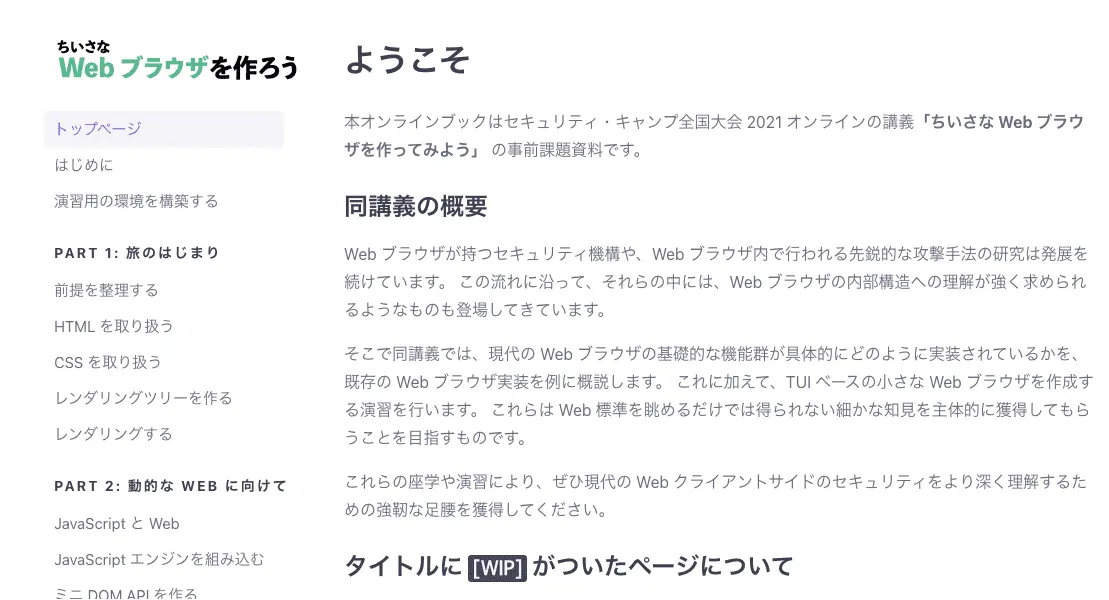 ちいさな
Web ブラウザを作ろう
トップページ
はじめに
演習用の環境を構築する
PART 1: 旅のはじまり
前提を整理する
HTML を取り扱う
CSS を取り扱う
レンダリングツリーを作る
レンダリングする
PART 2: 動的な WEB に向けて
JavaScript と Web
JavaScript エンジンを組み込む
ミニ DOM API を作る
ようこそ
本オンラインブックはセキュリティ・キャンプ全国大会 2021 オンラインの講義「ちいさな Web ブラウ
ザを作ってみよう」 の事前課題資料です。
同講義の概要
Web ブラウザが持つセキュリティ機構や、Web ブラウザ内で行われる先鋭的な攻撃手法の研究は発展を
続けています。 この流れに沿って、それらの中には、Web ブラウザの内部構造への理解が強く求められ
るようなものも登場してきています。
そこで同講義では、現代の Web ブラウザの基礎的な機能群が具体的にどのように実装されているかを、
既存の Web ブラウザ実装を例に概説します。 これに加えて、TUI ベースの小さな Web ブラウザを作成す
る演習を行います。 これらは Web 標準を眺めるだけでは得られない細かな知見を主体的に獲得してもら
うことを目指すものです。
これらの座学や演習により、ぜひ現代の Web クライアントサイドのセキュリティをより深く理解するた
めの強靭な足腰を獲得してください。
タイトルに [WIP] がついたページについて